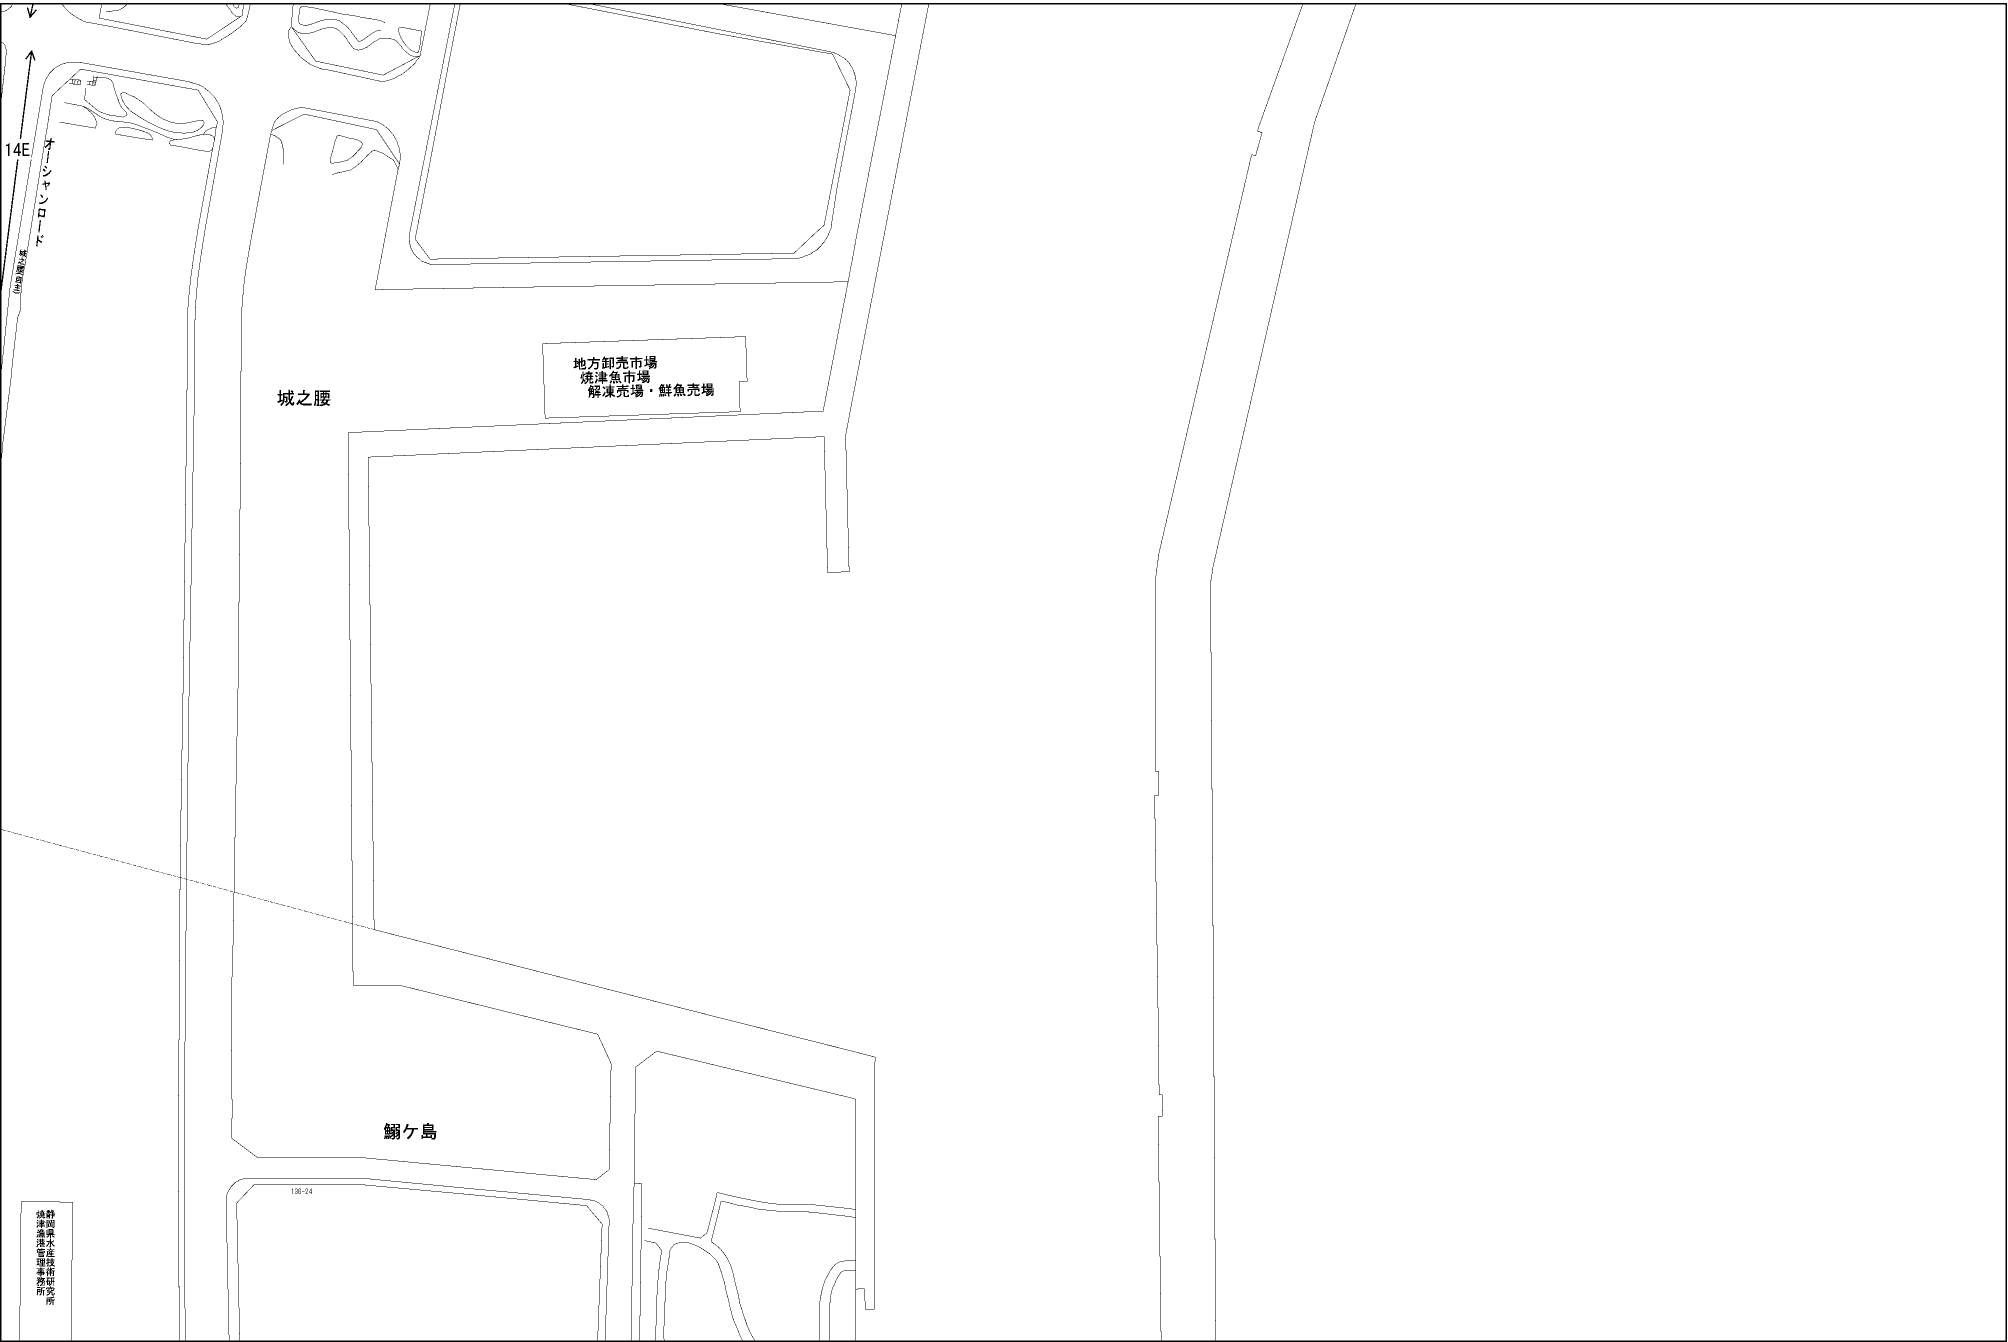 14E
オーシャンロード
地方卸売市場
焼津魚市場
解凍売場・鮮魚売場
城之腰
鰯ケ島
136-24
静岡県水産技術研究所
焼津漁港管理事務所